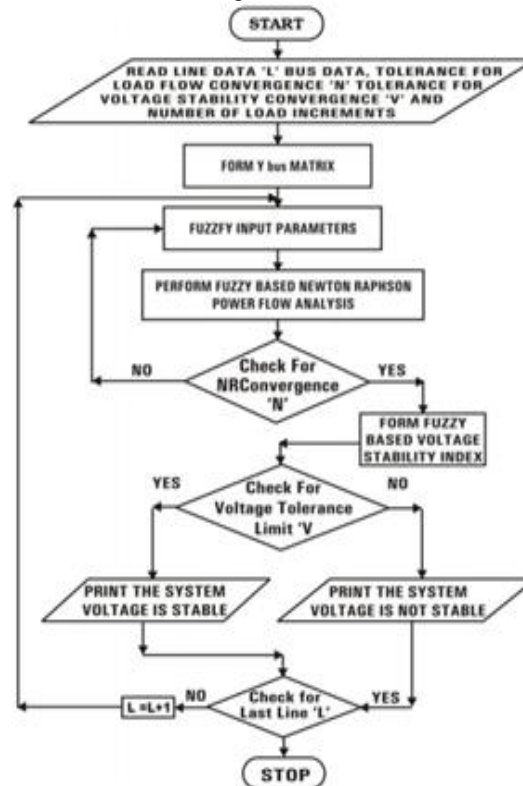 START
READ LINE DATA 'L' BUS DATA, TOLERANCE FOR
LOAD FLOW CONVERGENCE 'N' TOLERANCE FOR
VOLTAGE STABILITY CONVERGENCE 'V' AND
NUMBER OF LOAD INCREMENTS
FORM Y bus MATRIX
FUZZFY INPUT PARAMETERS
PERFORM FUZZY BASED NEWTON RAPHSON
POWER FLOW ANALYSIS
NO
Check For
NRConvergence
'N'
YES
FORM FUZZY
BASED VOLTAGE
STABILITY INDEX
YES
Check For
Voltage Tolerance
Limit 'V
NO
PRINT THE SYSTEM
VOLTAGE IS STABLE
PRINT THE SYSTEM
VOLTAGE IS NOT STABLE
L =L+1
NO
Check for
Last Line 'L'
YES
STOP